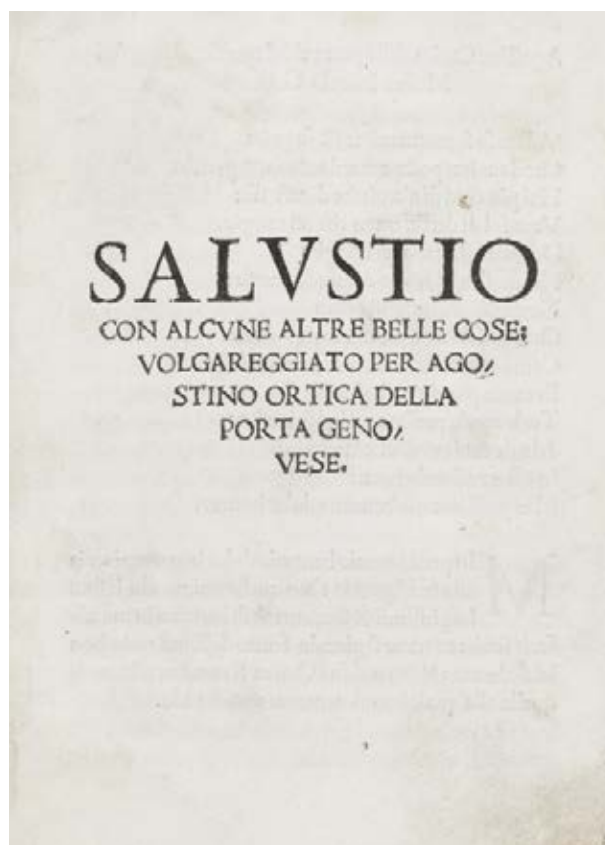 SALVSTIO
CON ALCVNE ALTRE BELLE COSE:
VOLGAREGGIATO PER AGO/
STINO ORTICA DELLA
PORTA GENO/
VESE.